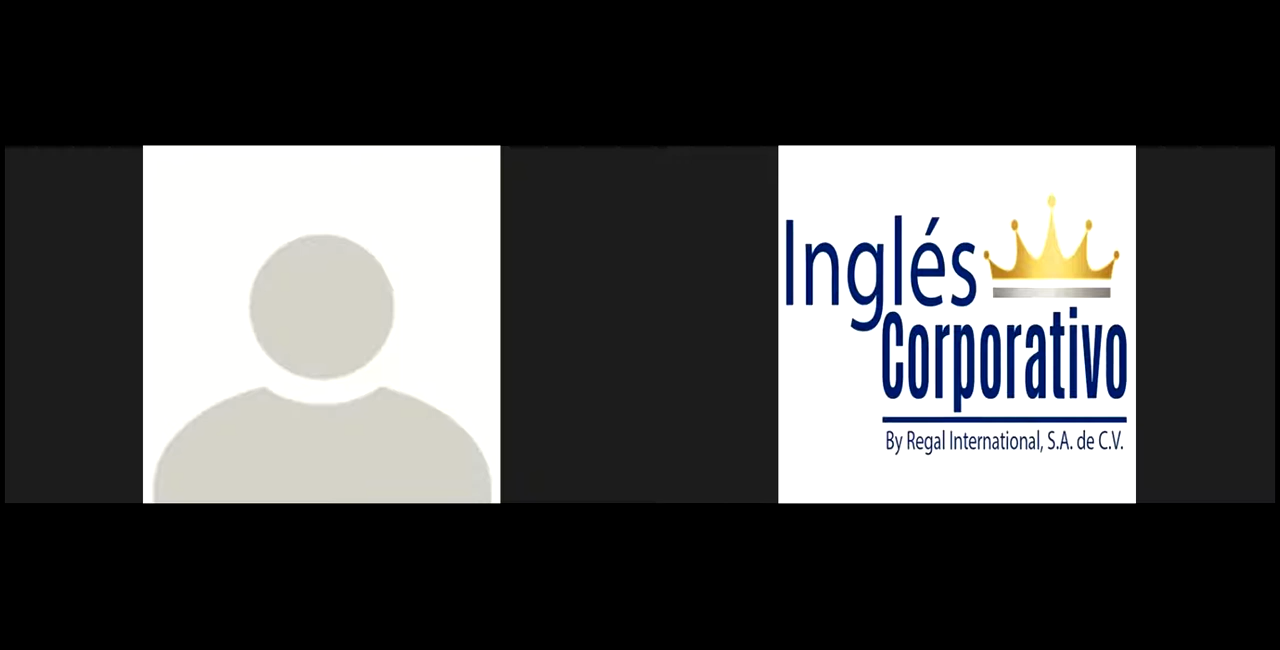 Inglés
Corporativo
By Regal International, S.A. de C.V.